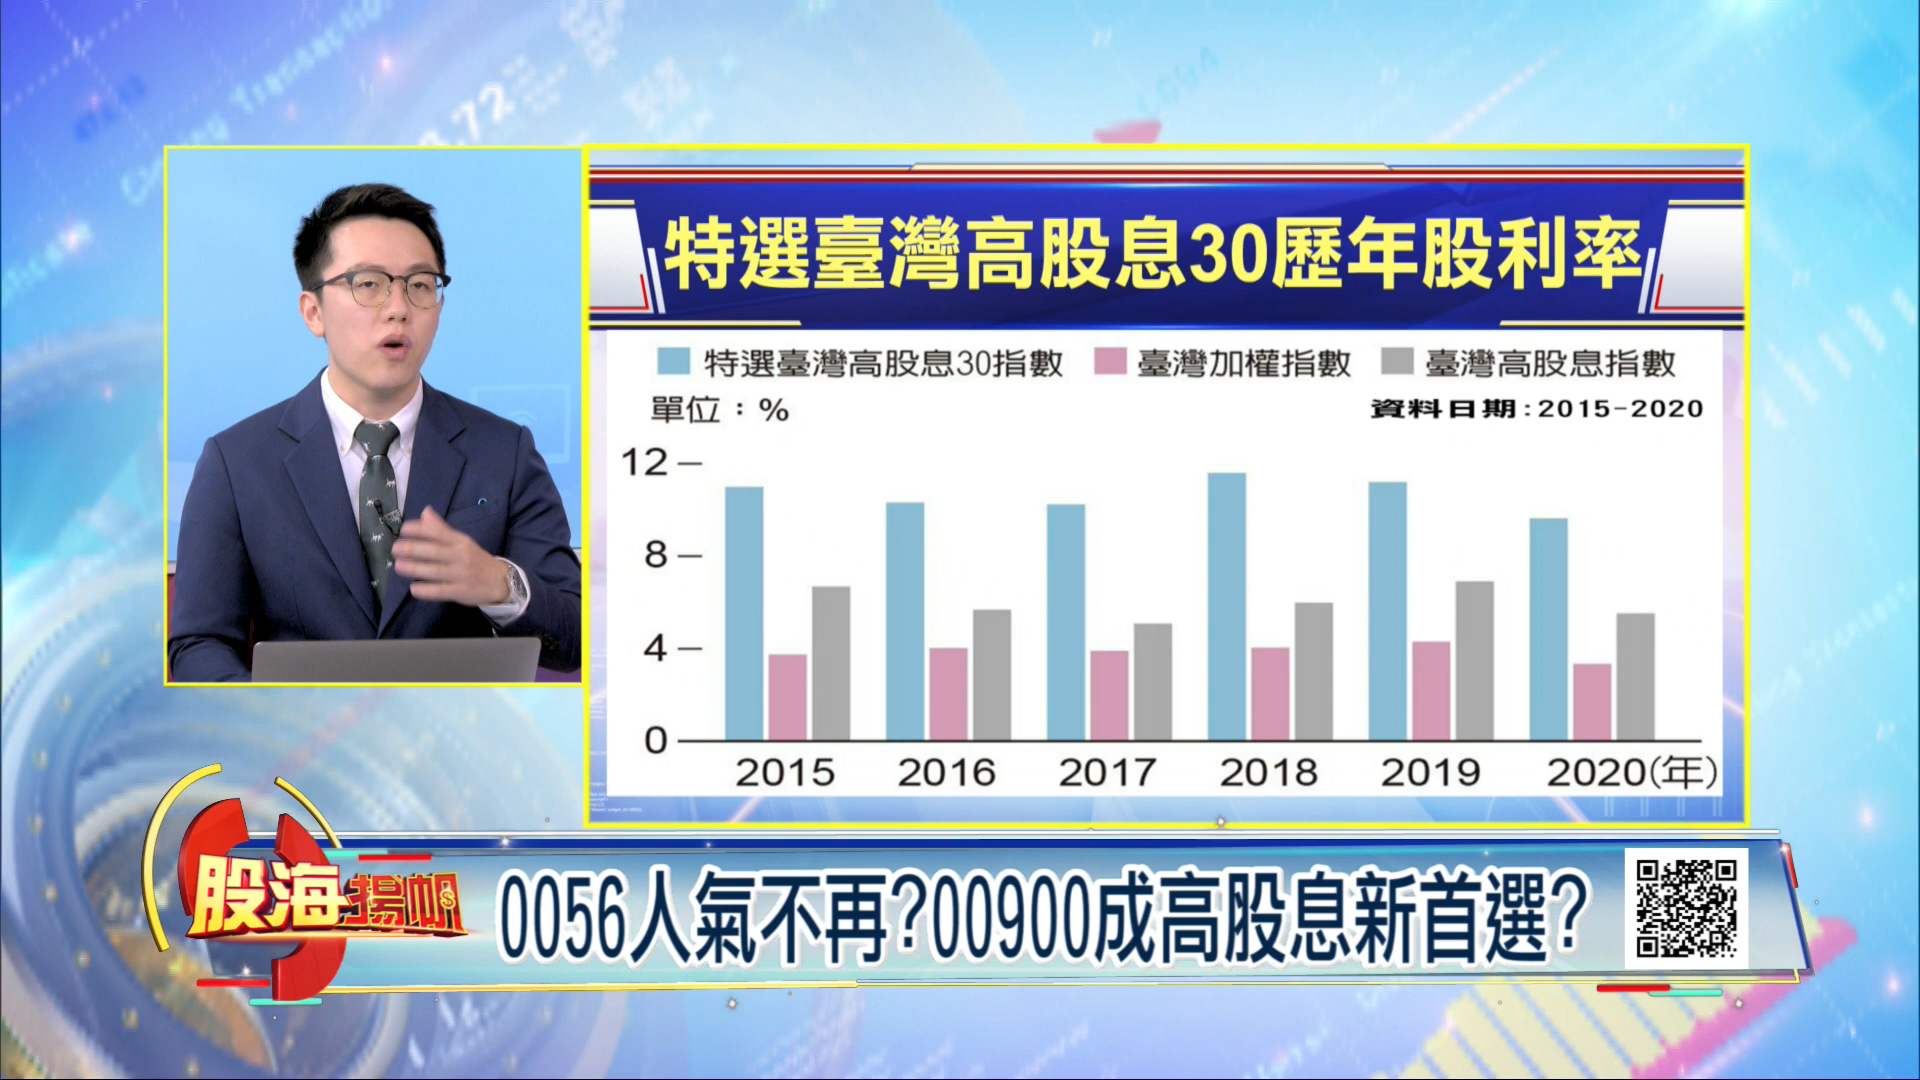 特選臺灣高股息30歷年股利率
特選臺灣高股息30指數 臺灣加權指數 臺灣高股息指數
單位：% 資料日期:2015-2020
12
8
4
0
2015 2016 2017 2018 2019 2020(年)
股海揚帆
0056人氣不再?00900成高股息新首選?